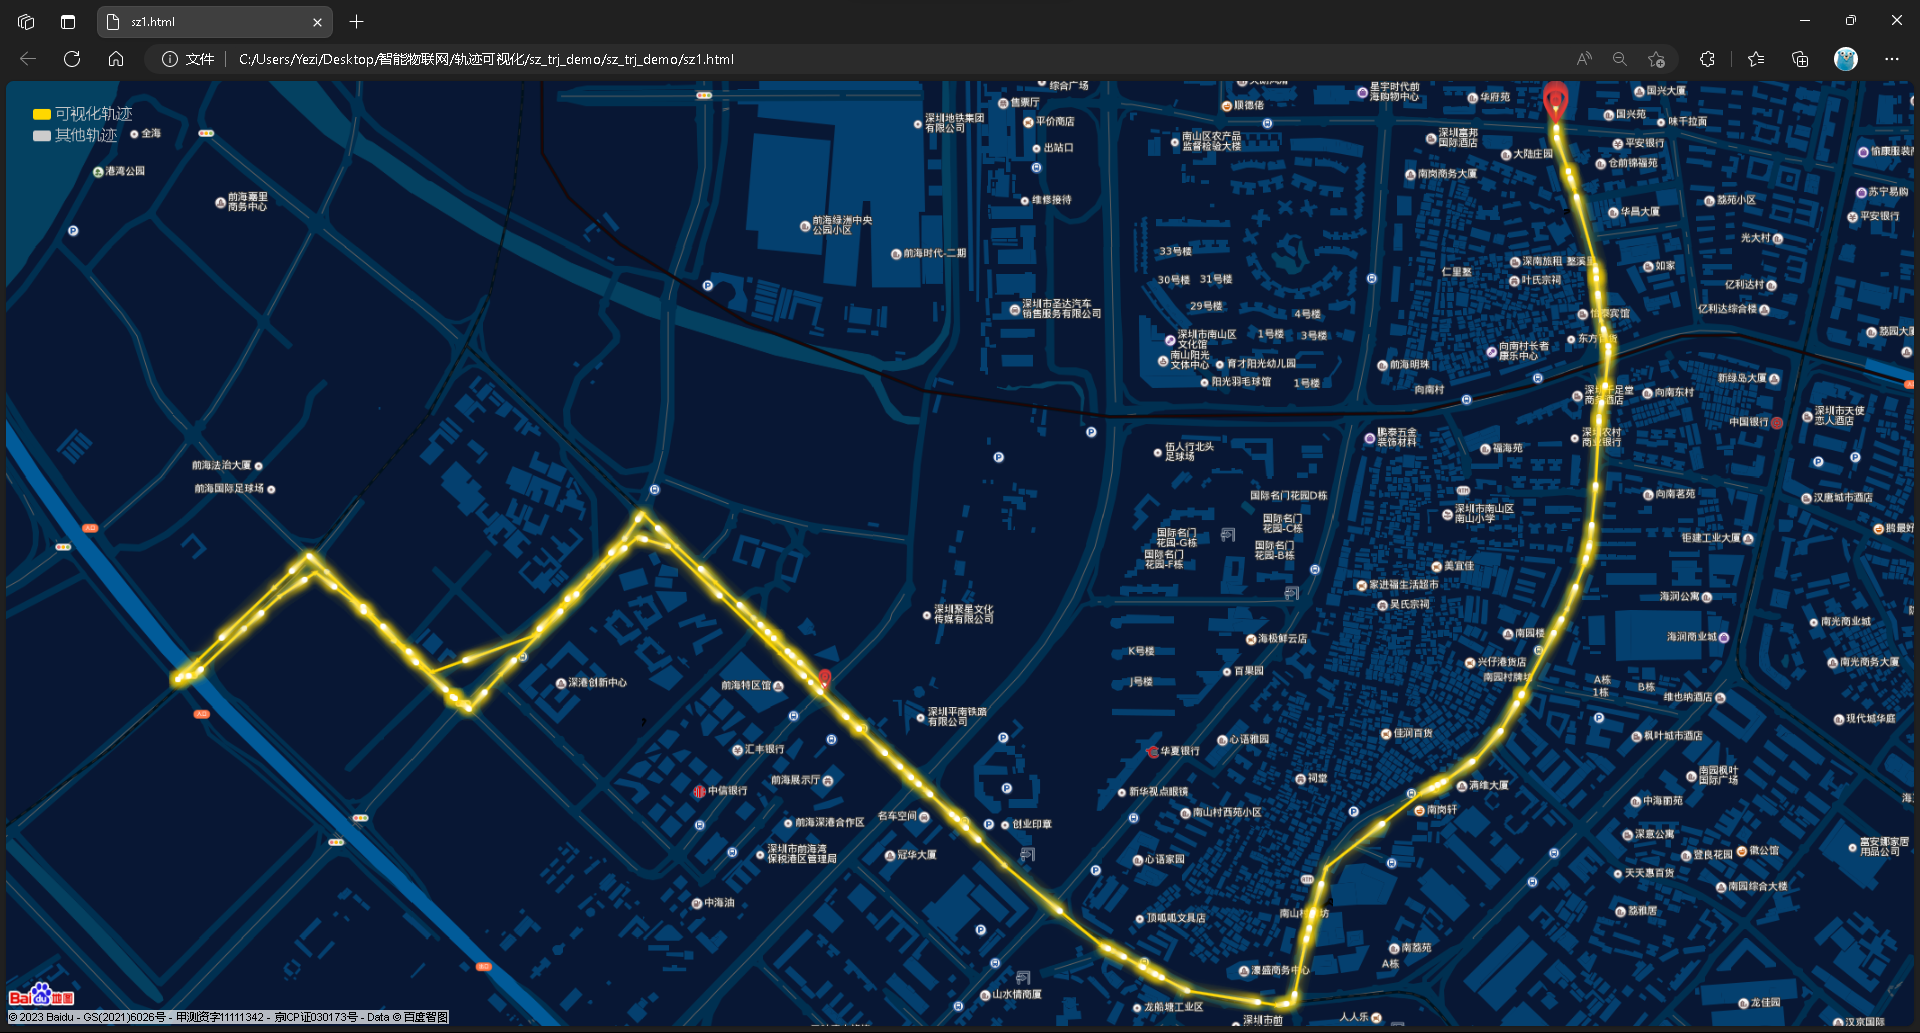 sz1.html
文件
C:/Users/Yezi/Desktop/智能物联网/轨迹可视化/sz_trj_demo/sz_trj_demo/sz1.html
可视化轨迹
其他轨迹
全海
港湾公园
前海嘉里
商务中心
综合广场
售票厅
深圳地铁集团
有限公司
平价商店
出站口
维修接待
前海绿洲中央
公园小区
前海时代-二期
深圳市圣达汽车
销售服务有限公司
顺德佬
南山区农产品
监督检验大楼
星宇时代前
海购物中心
华府苑
国兴大厦
国兴苑
味千拉面
深圳富邦
国际酒店
大陆庄园
平安银行
仓前锦福苑
南岗商务大厦
愉康服装
苏宁易购
荔苑小区
平安银行
华昌大厦
光大村
33号楼
30号楼
31号楼
29号楼
4号楼
1号楼
3号楼
仁里墪
深南旅租
叶氏宗祠
如家
亿利达村
亿利达综合楼
荔园大厦
东方
向南村长者
康乐中心
深圳市南山区
文化馆
南山阳光
文体中心
育才阳光幼儿园
阳光羽毛球馆
1号楼
前海明珠
向南村
新绿岛大厦
向南东村
中国银行
深圳市天使
恋人酒店
鹏泰五金
装饰材料
深圳农村
商业银行
福海苑
伍人行北头
足球场
前海法治大厦
前海国际足球场
国际名门花园D栋
国际名门
花园-C栋
国际名门
花园-G栋
国际名门
花园-B栋
国际名门
花园-F栋
深圳市南山区
南山小学
向南茗苑
汉唐城市酒店
钜建工业大厦
鹅最好
美宜佳
家进福生活超市
吴氏宗祠
海润公寓
南光商业城
海润商业城
南光商务大厦
南园楼
兴仔港货店
南园村牌坊
深圳聚星文化
传媒有限公司
海极鲜云店
百果园
K号楼
J号楼
A栋
1栋
B栋
维也纳酒店
现代城华庭
深港创新中心
前海特区馆
深圳平南铁路
有限公司
汇丰银行
前海展示厅
中信银行
名车空间
前海深港合作区
深圳市前海湾
保税港区管理局
冠华大厦
创业印章
中海油
心语雅园
华夏银行
祠堂
佳润百货
新华视点眼镜
南山村西苑小区
满维大厦
南岗轩
枫叶城市酒店
南园枫叶
国际广场
中海丽苑
深意公寓
登良花园
徽公馆
富安娜家居
用品公司
天天惠百货
南园综合大楼
荔雅居
心语家园
顶呱呱文具店
南荔苑
A栋
濠盛商务中心
山水情商厦
龙船塘工业区
深圳市前
人人乐
龙佳园
汉京国际
Bai du 地图
© 2023 Baidu - GS(2021)6026号 - 甲测资字11111342 - 京ICP证030173号 - Data © 百度智图